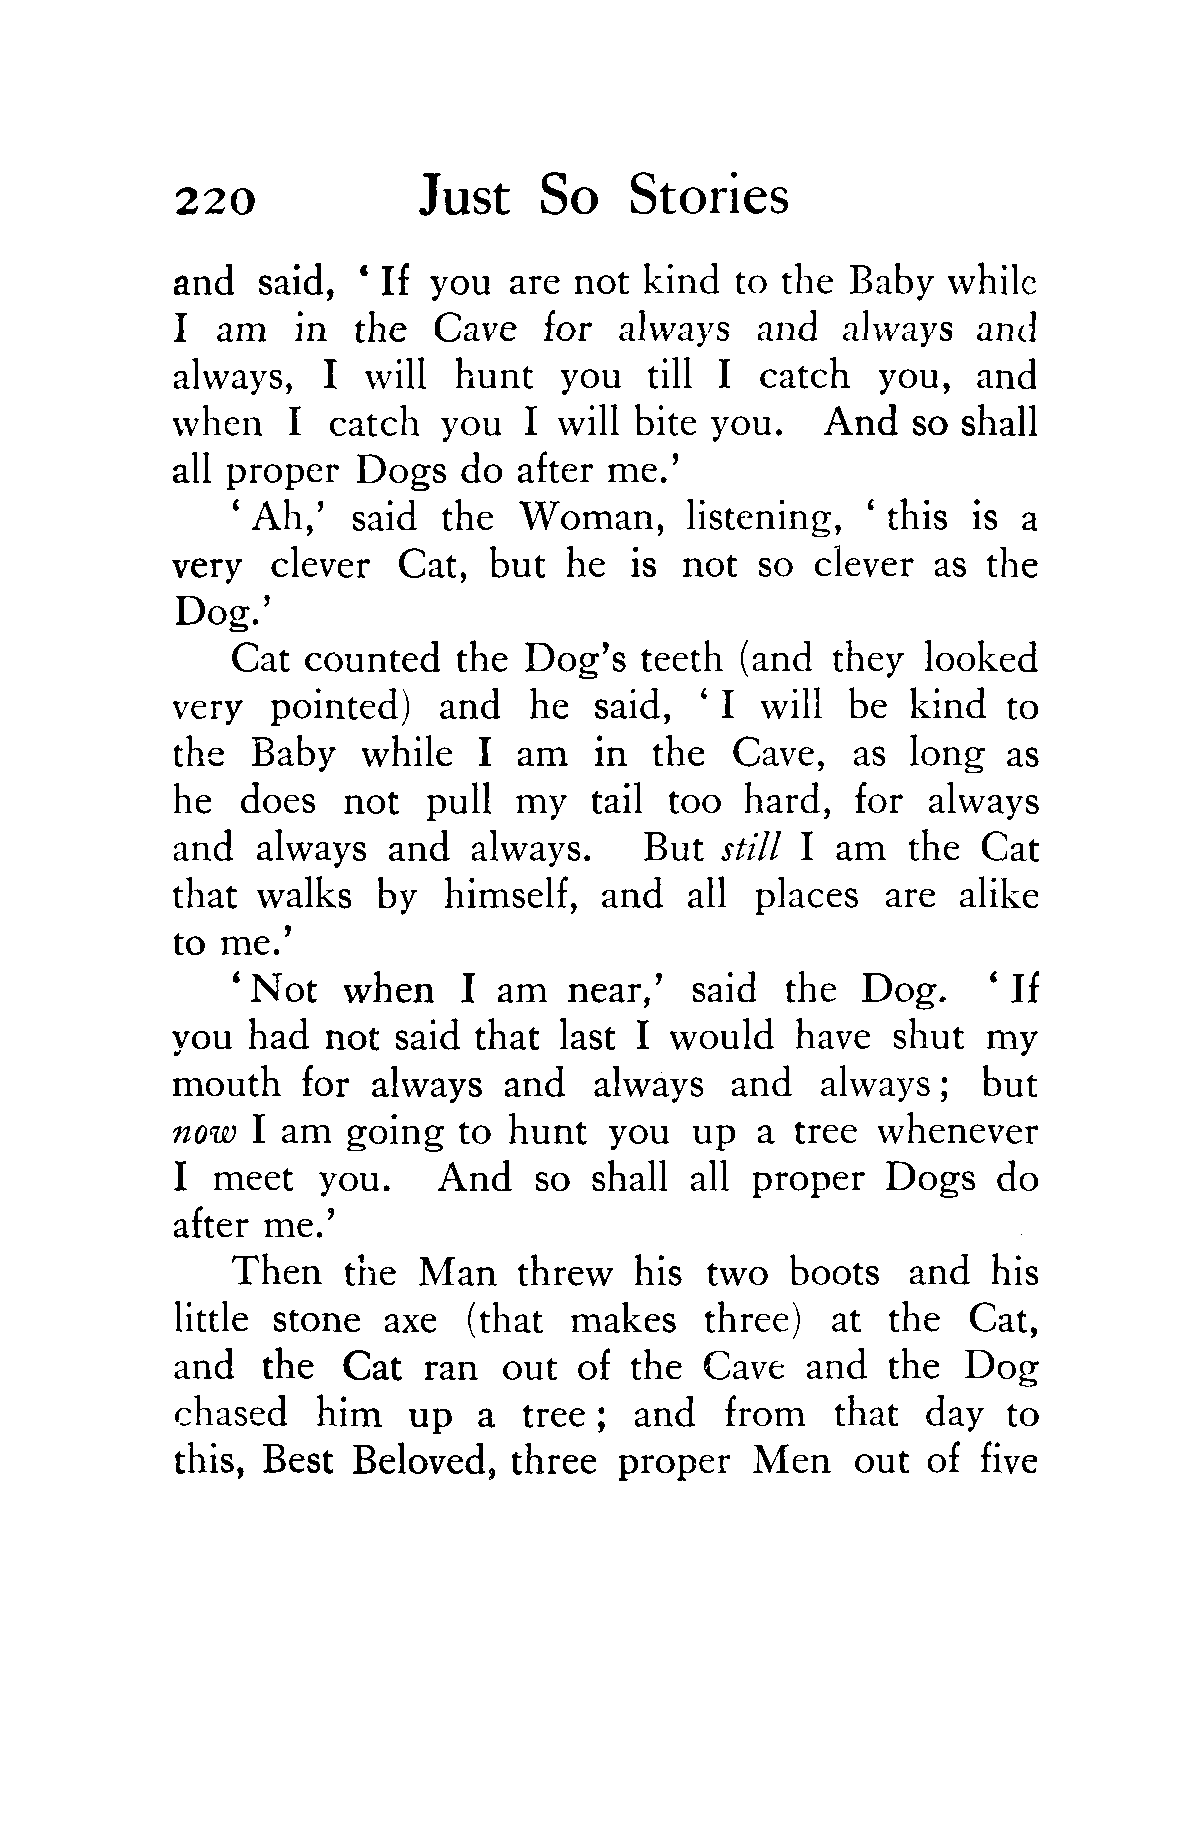 220 Just So Stories
and said, ‘ If you are not kind to the Baby while
I am in the Cave for always and always and
always, I will hunt you till I catch you, and
when I catch you I will bite you. And so shall
all proper Dogs do after me.’
‘ Ah,’ said the Woman, listening, ‘ this is a
very clever Cat, but he is not so clever as the
Dog.’
Cat counted the Dog’s teeth (and they looked
very pointed) and he said, ‘ I will be kind to
the Baby while I am in the Cave, as long as
he does not pull my tail too hard, for always
and always and always. But still I am the Cat
that walks by himself, and all places are alike
to me.’
‘ Not when I am near,’ said the Dog. ‘ If
you had not said that last I would have shut my
mouth for always and always and always ; but
now I am going to hunt you up a tree whenever
I meet you. And so shall all proper Dogs do
after me.’
Then the Man threw his two boots and his
little stone axe (that makes three) at the Cat,
and the Cat ran out of the Cave and the Dog
chased him up a tree ; and from that day to
this, Best Beloved, three proper Men out of five